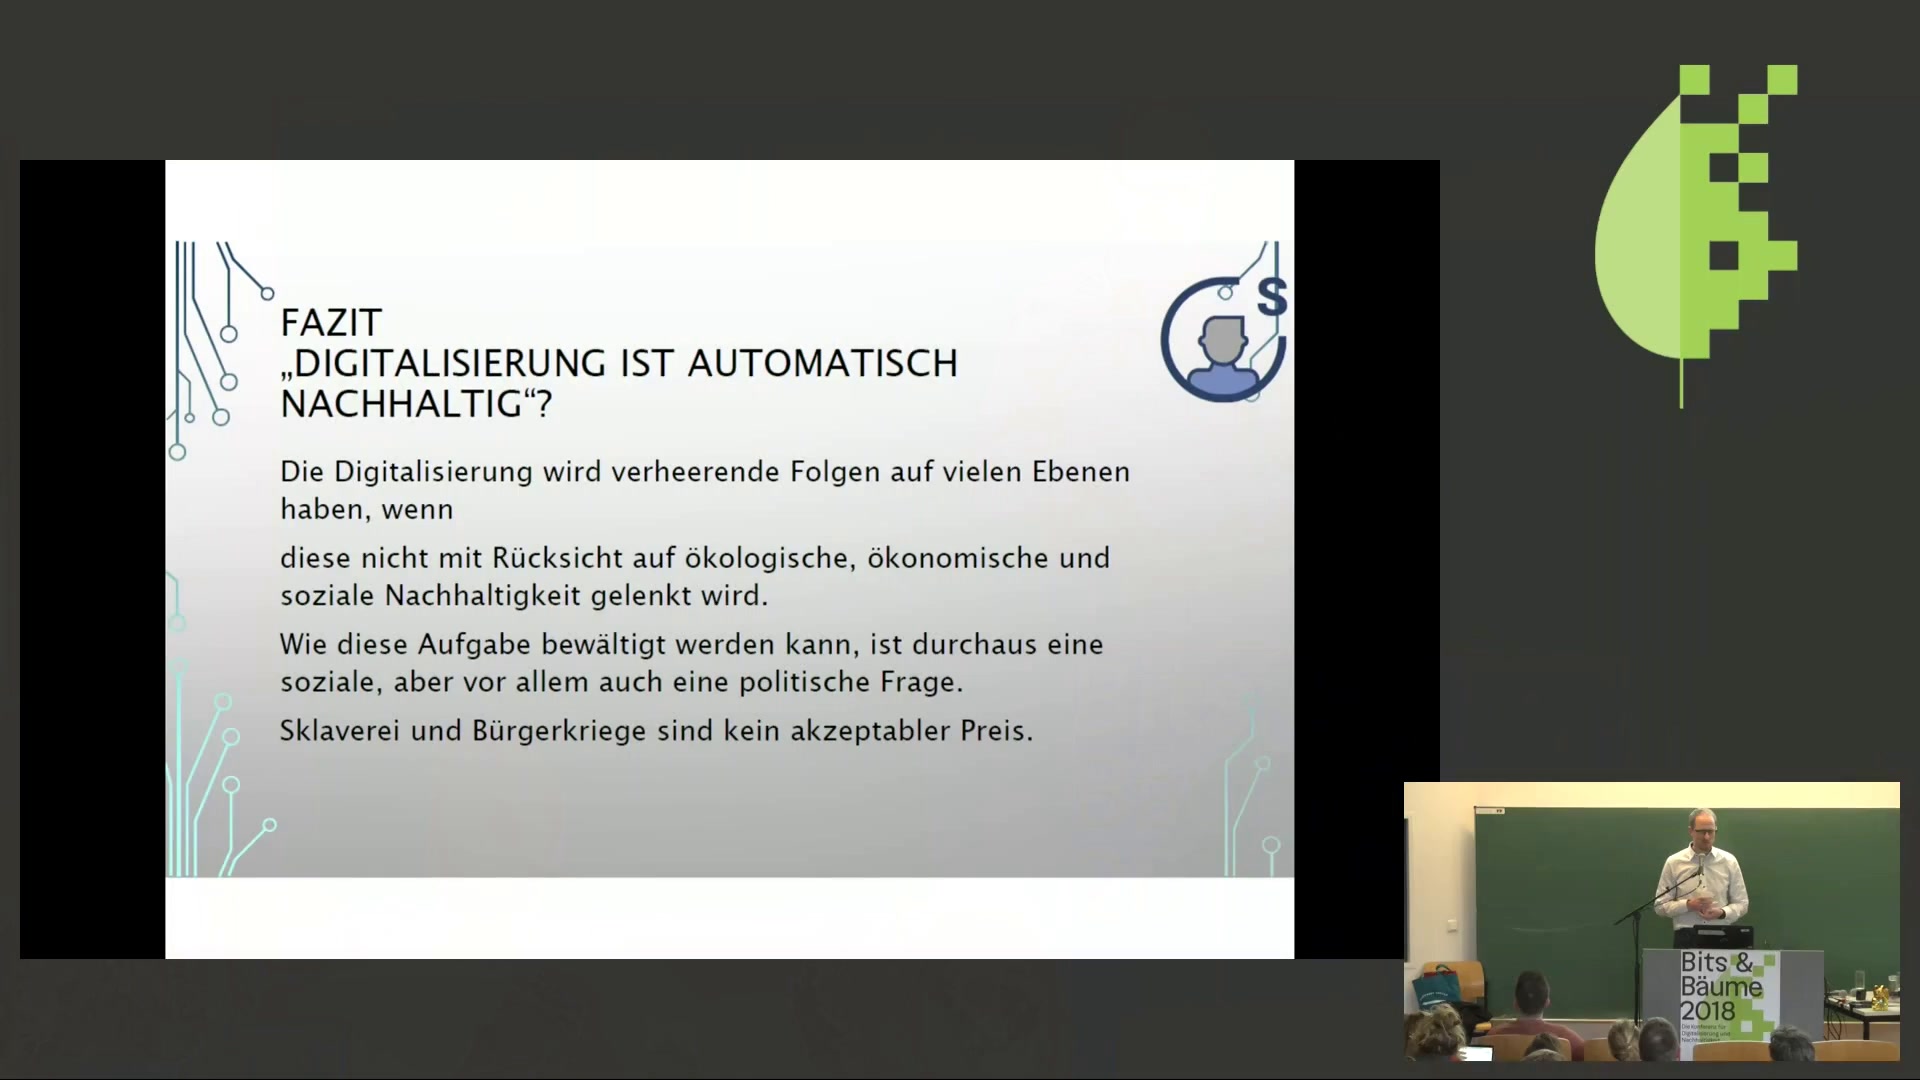 FAZIT
„DIGITALISIERUNG IST AUTOMATISCH
NACHHALTIG“?
S
Die Digitalisierung wird verheerende Folgen auf vielen Ebenen
haben, wenn
diese nicht mit Rücksicht auf ökologische, ökonomische und
soziale Nachhaltigkeit gelenkt wird.
Wie diese Aufgabe bewältigt werden kann, ist durchaus eine
soziale, aber vor allem auch eine politische Frage.
Sklaverei und Bürgerkriege sind kein akzeptabler Preis.
Bits &
Bäume
2018
Die Konferenz für
Digitalisierung und
Nachhaltigkeit